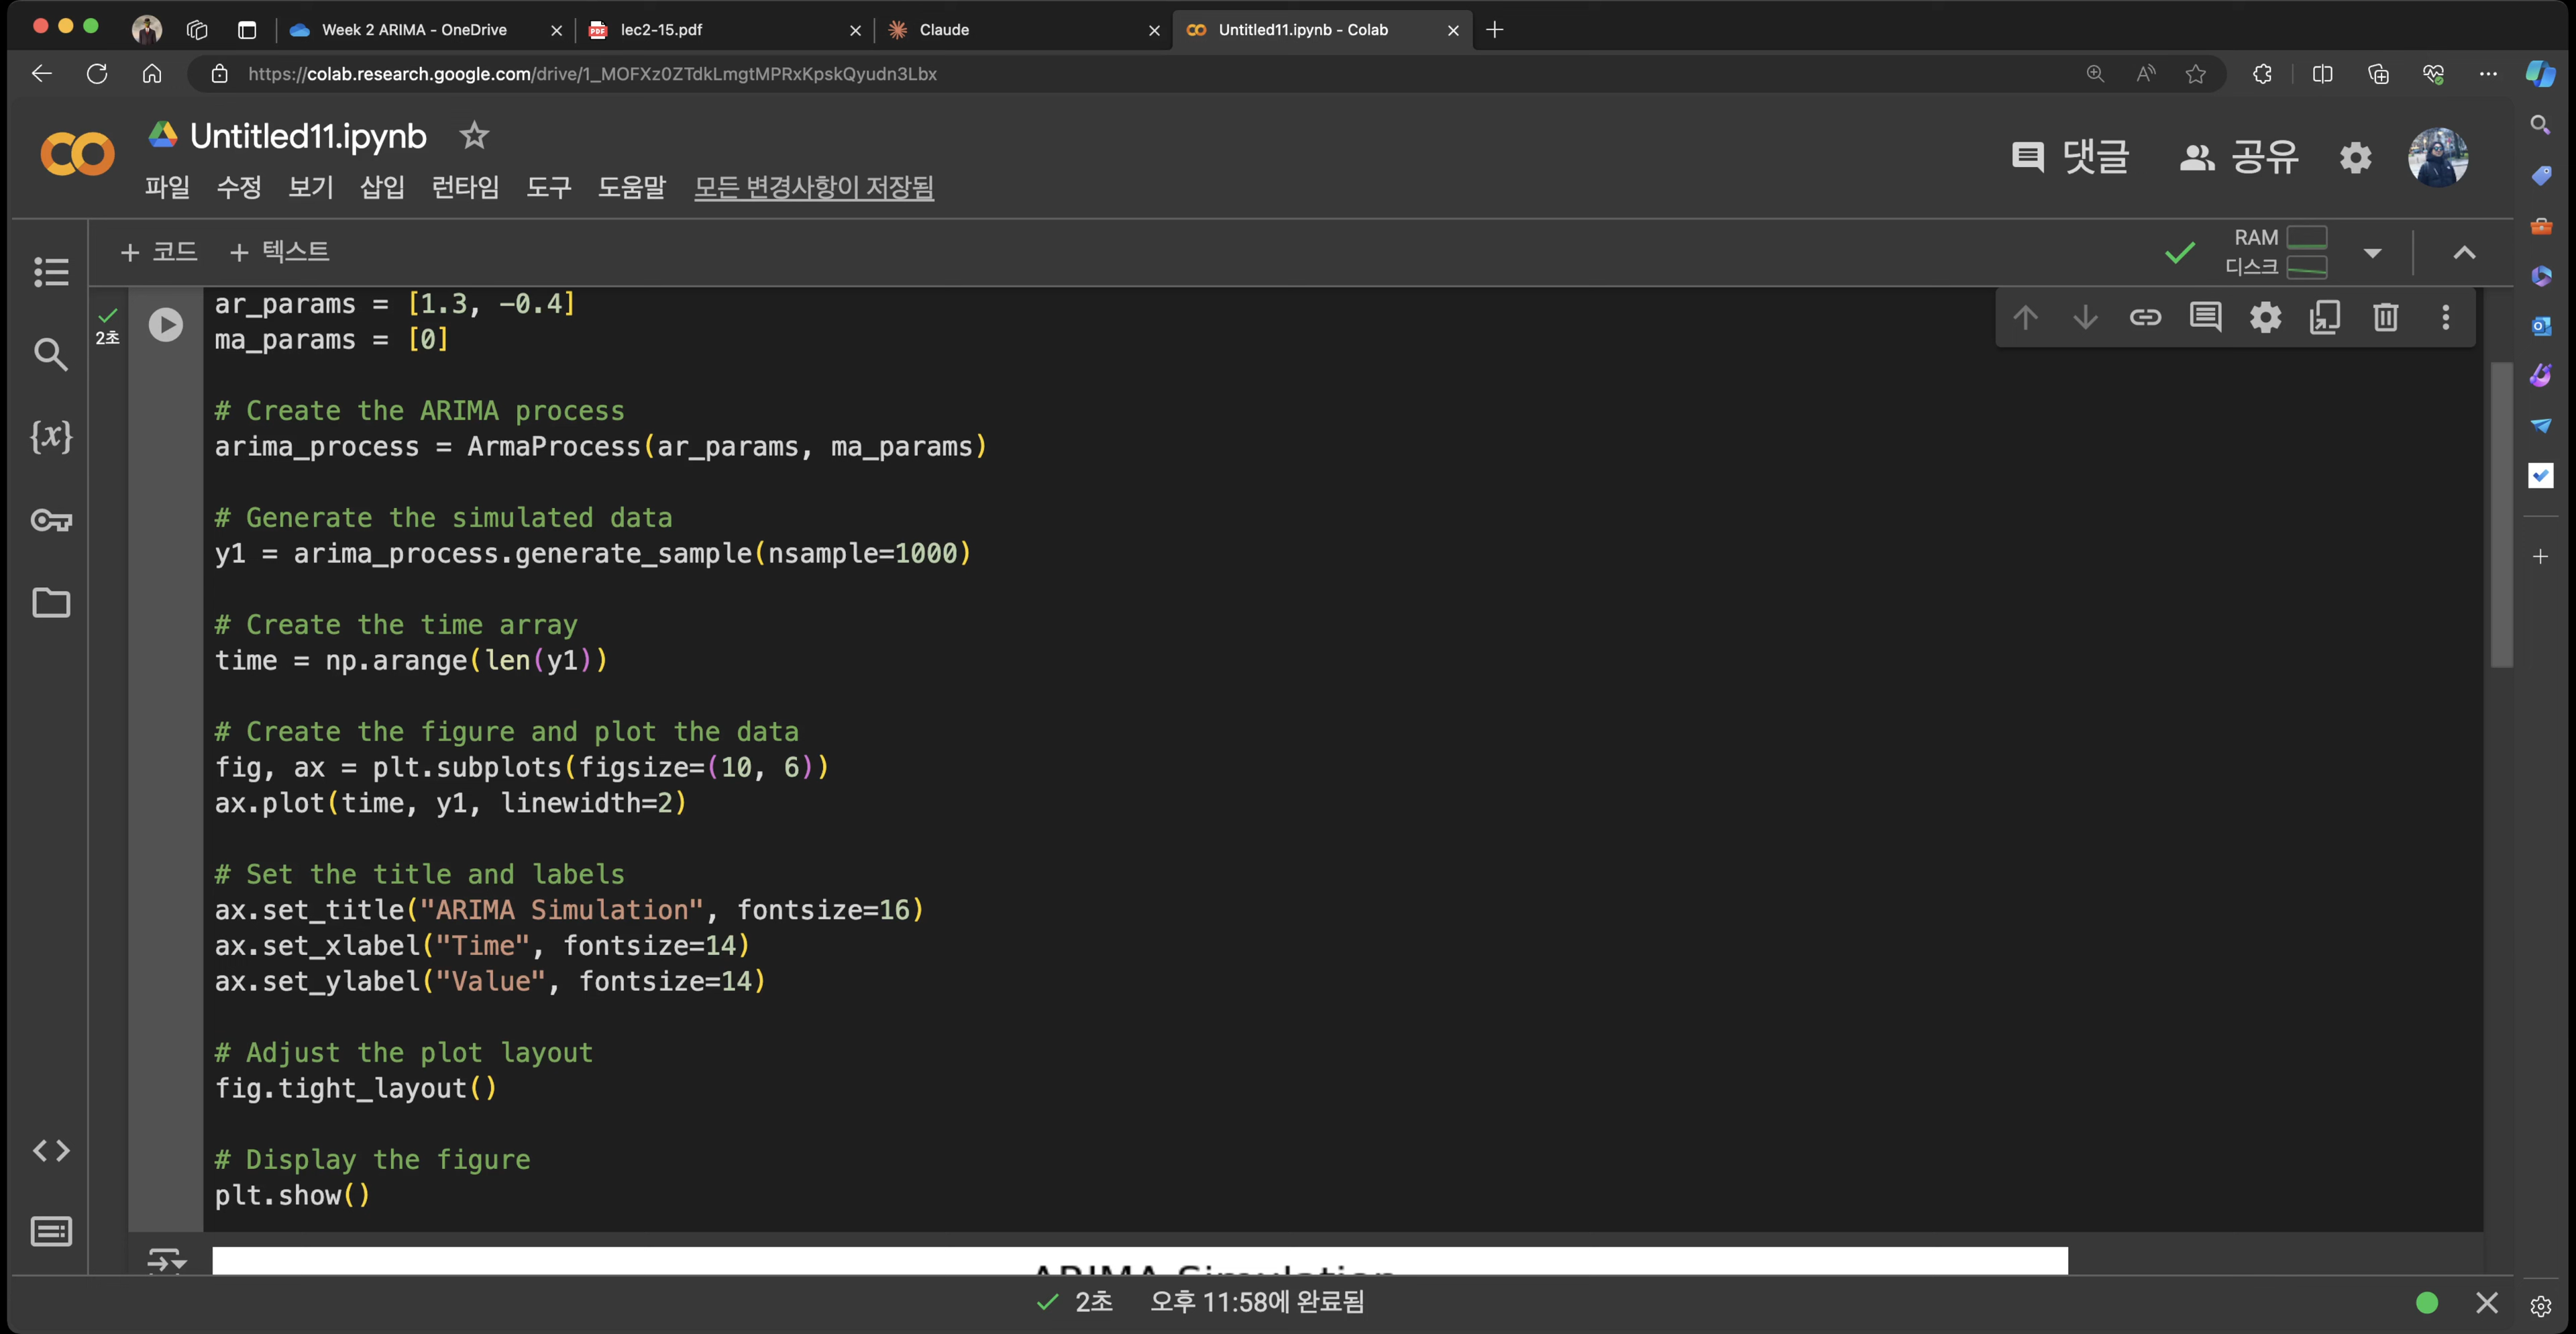 Week 2 ARIMA - OneDrive
PDF
lec2-15.pdf
Claude
Untitled11.ipynb - Colab
https://colab.research.google.com/drive/1_MOFXz0ZTdkLmgtMPRxKpskQyudn3Lbx
Untitled11.ipynb
댓글
공유
파일 수정 보기 삽입 런타임 도구 도움말 모든 변경사항이 저장됨
+ 코드 + 텍스트
RAM
디스크
2초
ar_params = [1.3, -0.4]
ma_params = [0]
# Create the ARIMA process
arima_process = ArmaProcess(ar_params, ma_params)
# Generate the simulated data
y1 = arima_process.generate_sample(nsample=1000)
# Create the time array
time = np.arange(len(y1))
# Create the figure and plot the data
fig, ax = plt.subplots(figsize=(10, 6))
ax.plot(time, y1, linewidth=2)
# Set the title and labels
ax.set_title("ARIMA Simulation", fontsize=16)
ax.set_xlabel("Time", fontsize=14)
ax.set_ylabel("Value", fontsize=14)
# Adjust the plot layout
fig.tight_layout()
# Display the figure
plt.show()
ARIMA Simulation
2초 오후 11:58에 완료됨